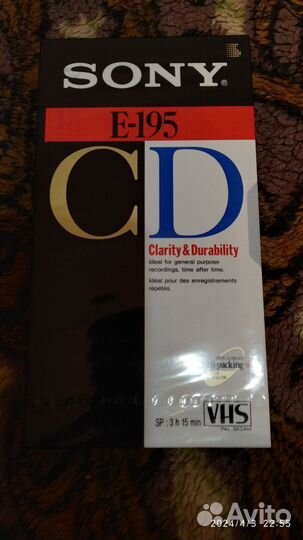 SONY®
E-195
CD
Clarity & Durability
Ideal for general purpose
recordings, time after time.
Idéal pour des enregistrements
répétés.
packing
SP : 3 h 15 min
VHS
PAL SECAM
Avito
2024/4/3 22:55